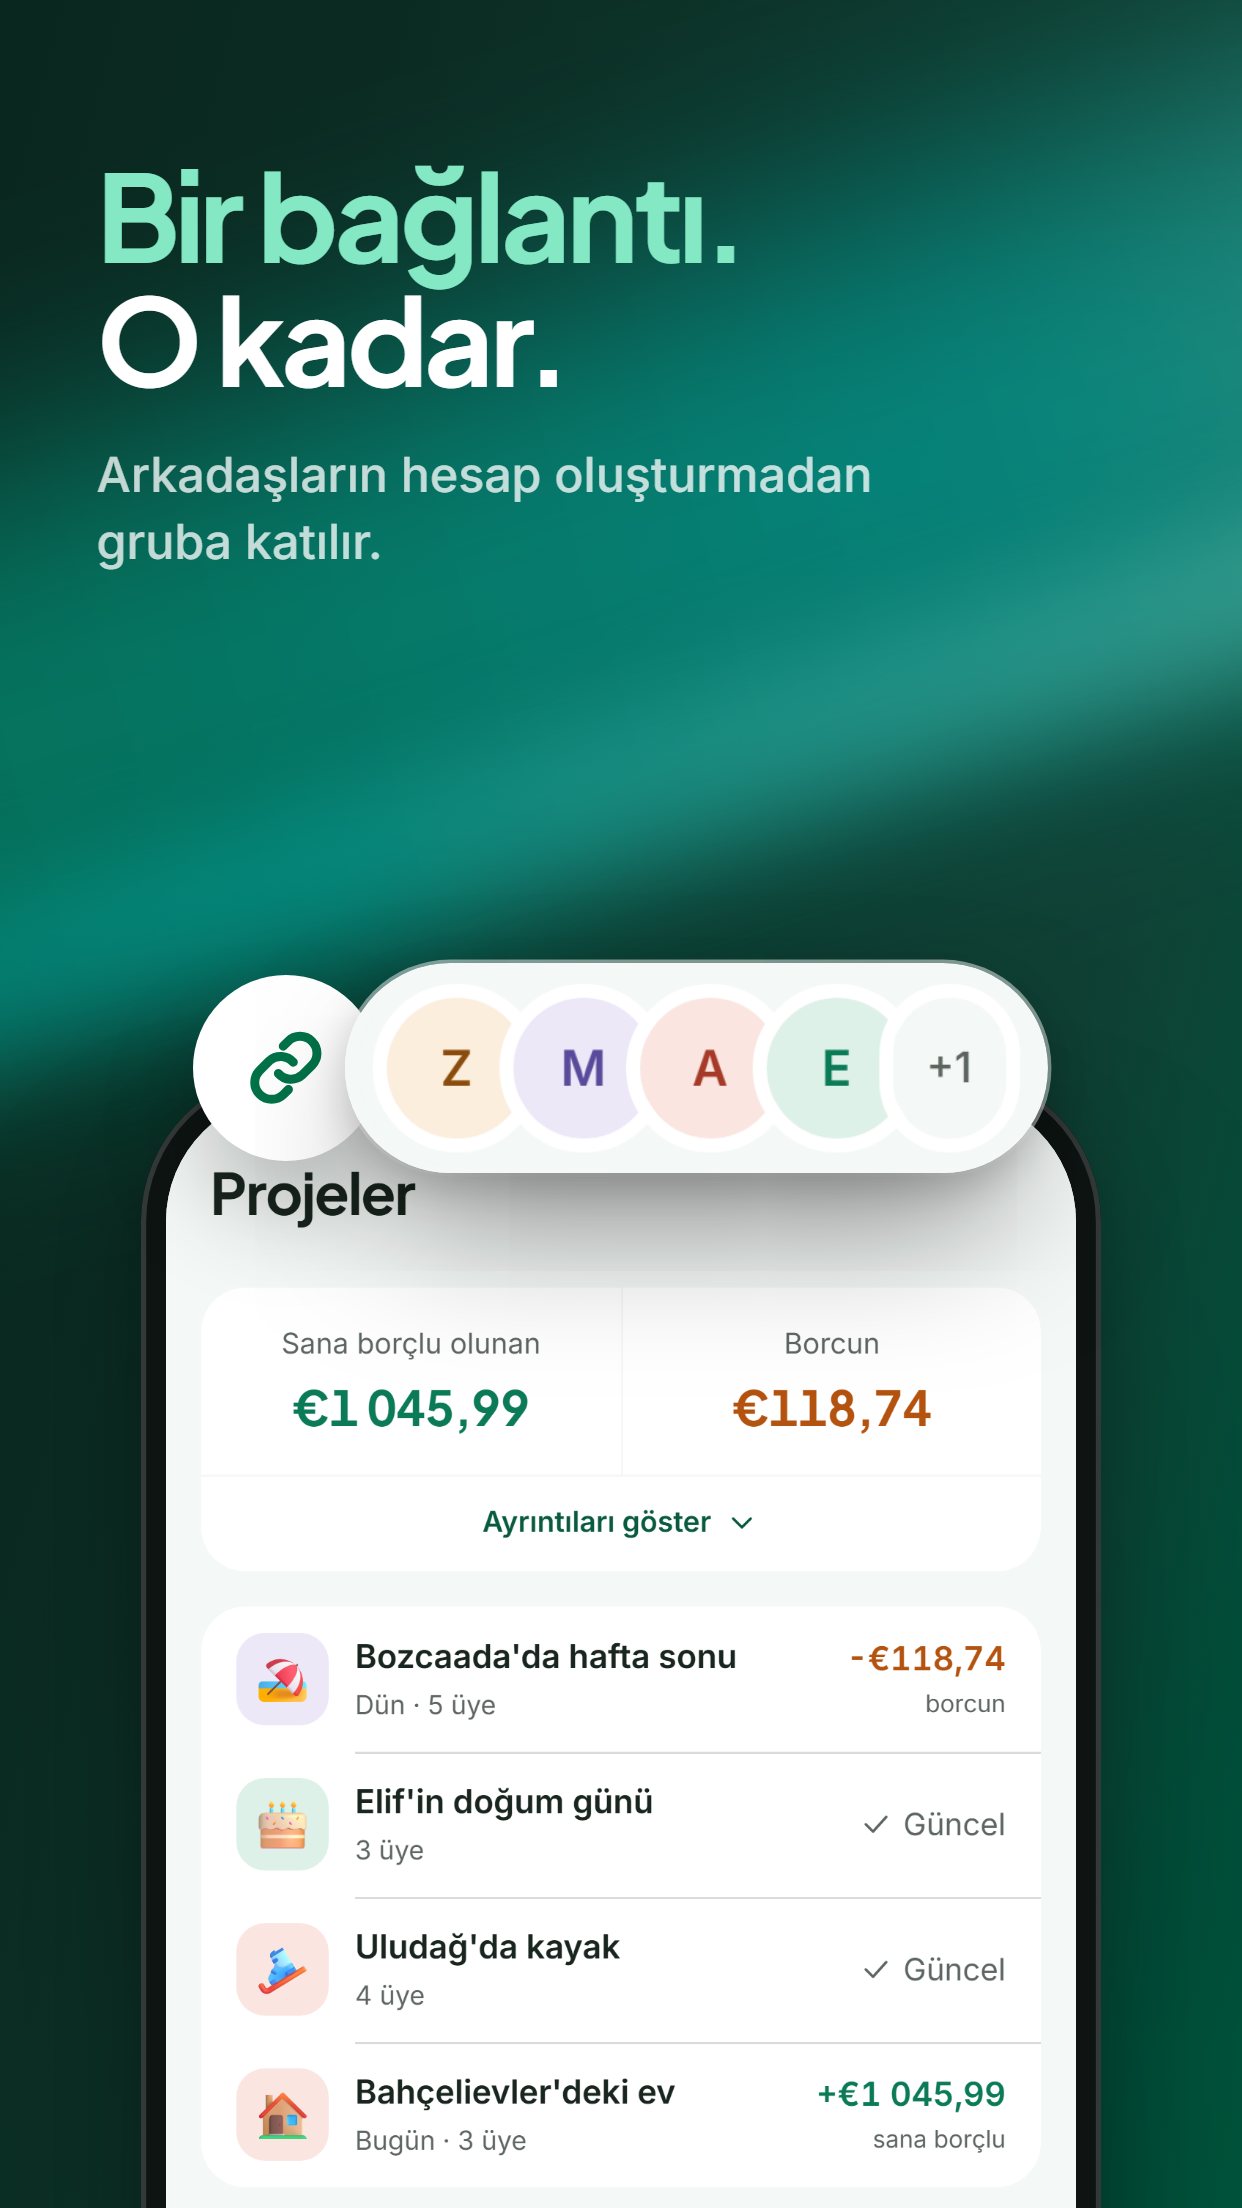 Bir bağlantı.
O kadar.
Arkadaşların hesap oluşturmadan
gruba katılır.
Z M A E +1
Projeler
Sana borçlu olunan
€1 045,99
Borcun
€118,74
Ayrıntıları göster
Bozcaada'da hafta sonu
-€118,74
Dün · 5 üye
borcun
Elif'in doğum günü
3 üye
Güncel
Uludağ'da kayak
4 üye
Güncel
Bahçelievler'deki ev
+€1 045,99
Bugün · 3 üye
sana borçlu